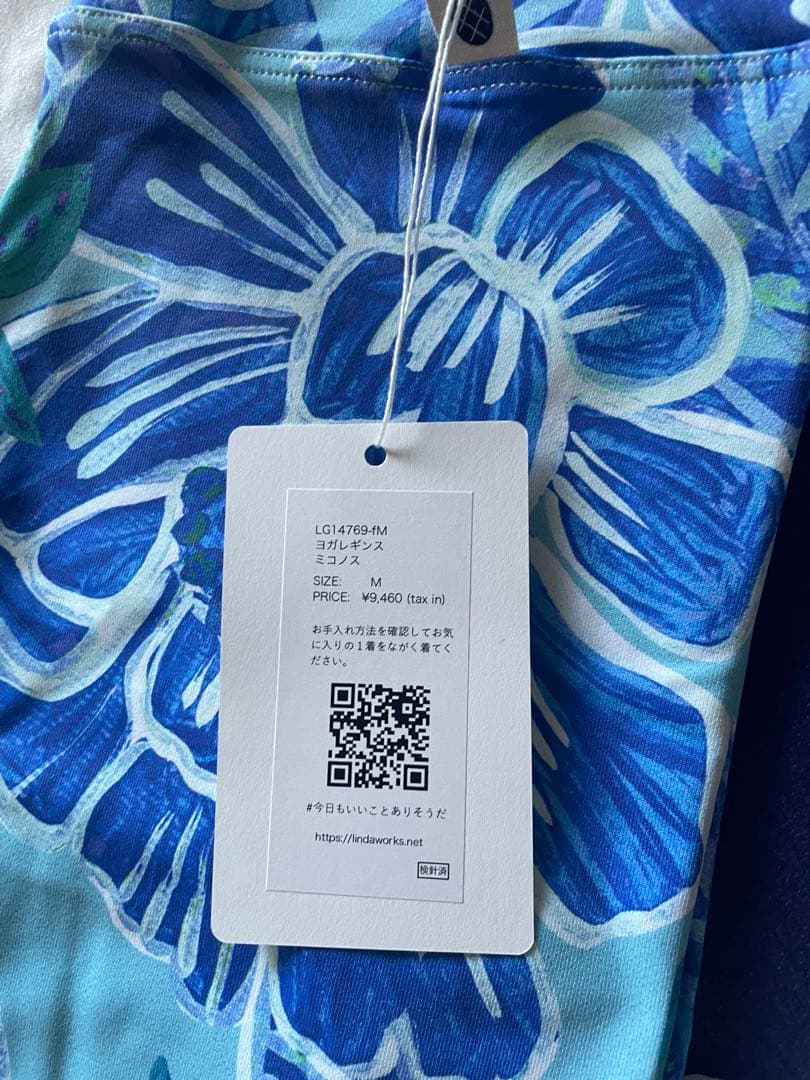 LG14769-fM
ヨガレギンス
ミコノス
SIZE: M
PRICE: ¥9,460 (tax in)
お手入れ方法を確認してお気
に入りの１着をながく着てく
ださい。
#今日もいいことありそうだ
https://lindaworks.net
検針済